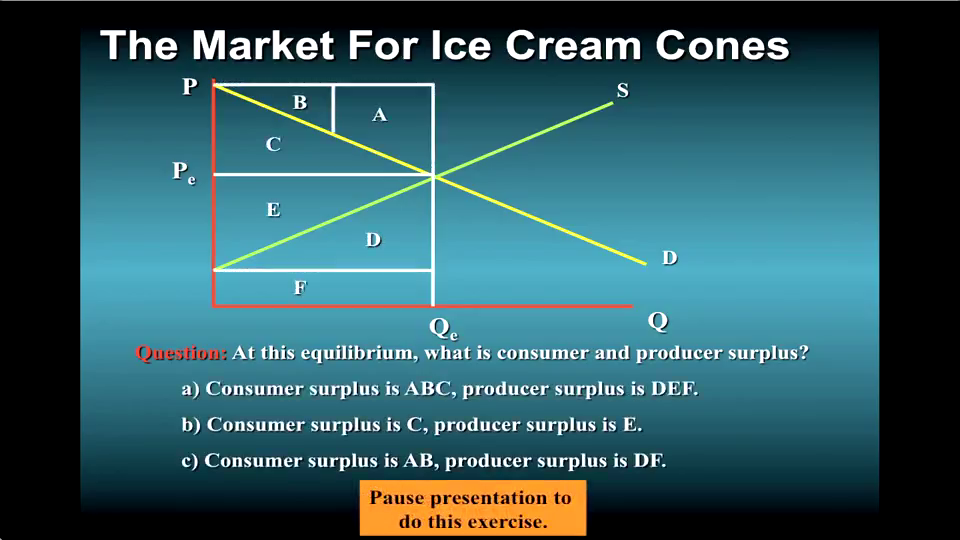 The Market For Ice Cream Cones
P
B
A
S
C
Pe
E
D
D
F
Qe
Q
Question: At this equilibrium, what is consumer and producer surplus?
a) Consumer surplus is ABC, producer surplus is DEF.
b) Consumer surplus is C, producer surplus is E.
c) Consumer surplus is AB, producer surplus is DF.
Pause presentation to
do this exercise.